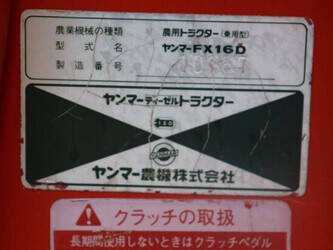 農業機械の種類 農用トラクター(乗用型)
型式名 ヤンマーFX16D
製造番号
ヤンマーディーゼルトラクター
ヤンマー農機株式会社
クラッチの取扱
長期間使用しないときはクラッチペダル